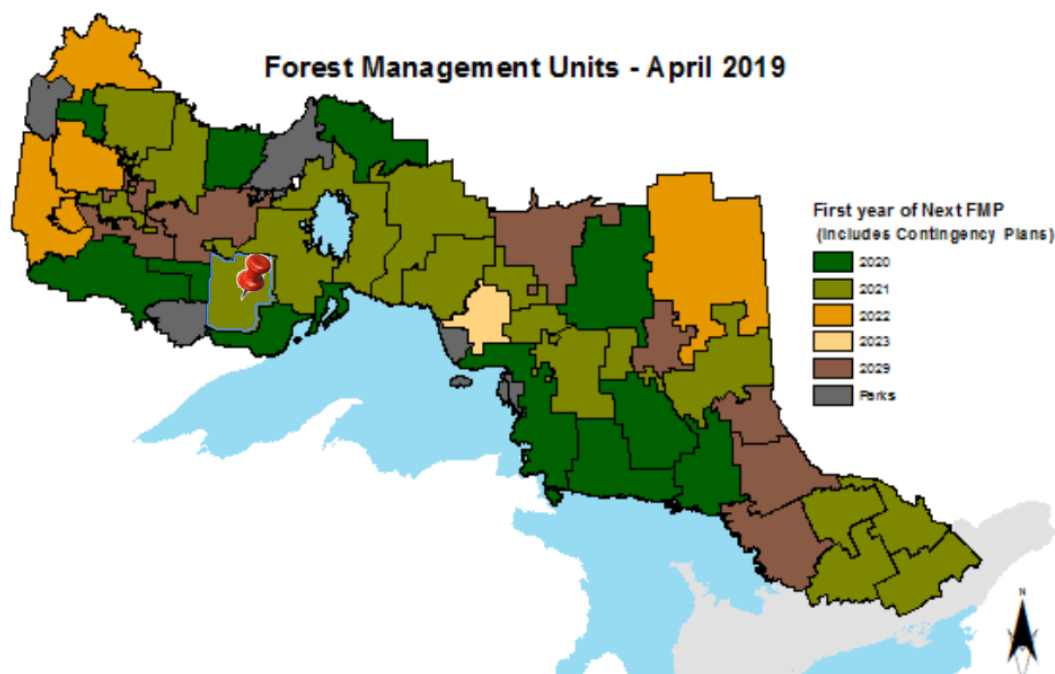 Forest Management Units - April 2019
First year of Next FMP
(Includes Contingency Plans)
2020
2021
2022
2023
2029
Parks
N